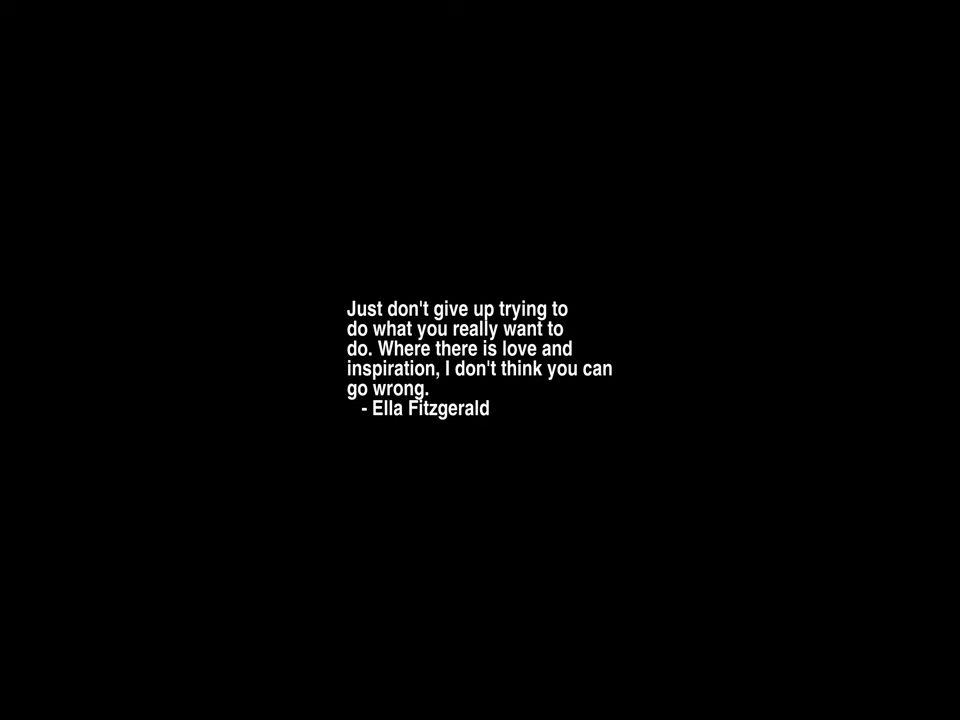 Just don't give up trying to
do what you really want to
do. Where there is love and
inspiration, I don't think you can
go wrong.
- Ella Fitzgerald